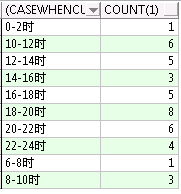 (CASEWHENCL COUNT(1)
0-2时 1
10-12时 6
12-14时 5
14-16时 3
16-18时 5
18-20时 8
20-22时 6
22-24时 4
6-8时 1
8-10时 3